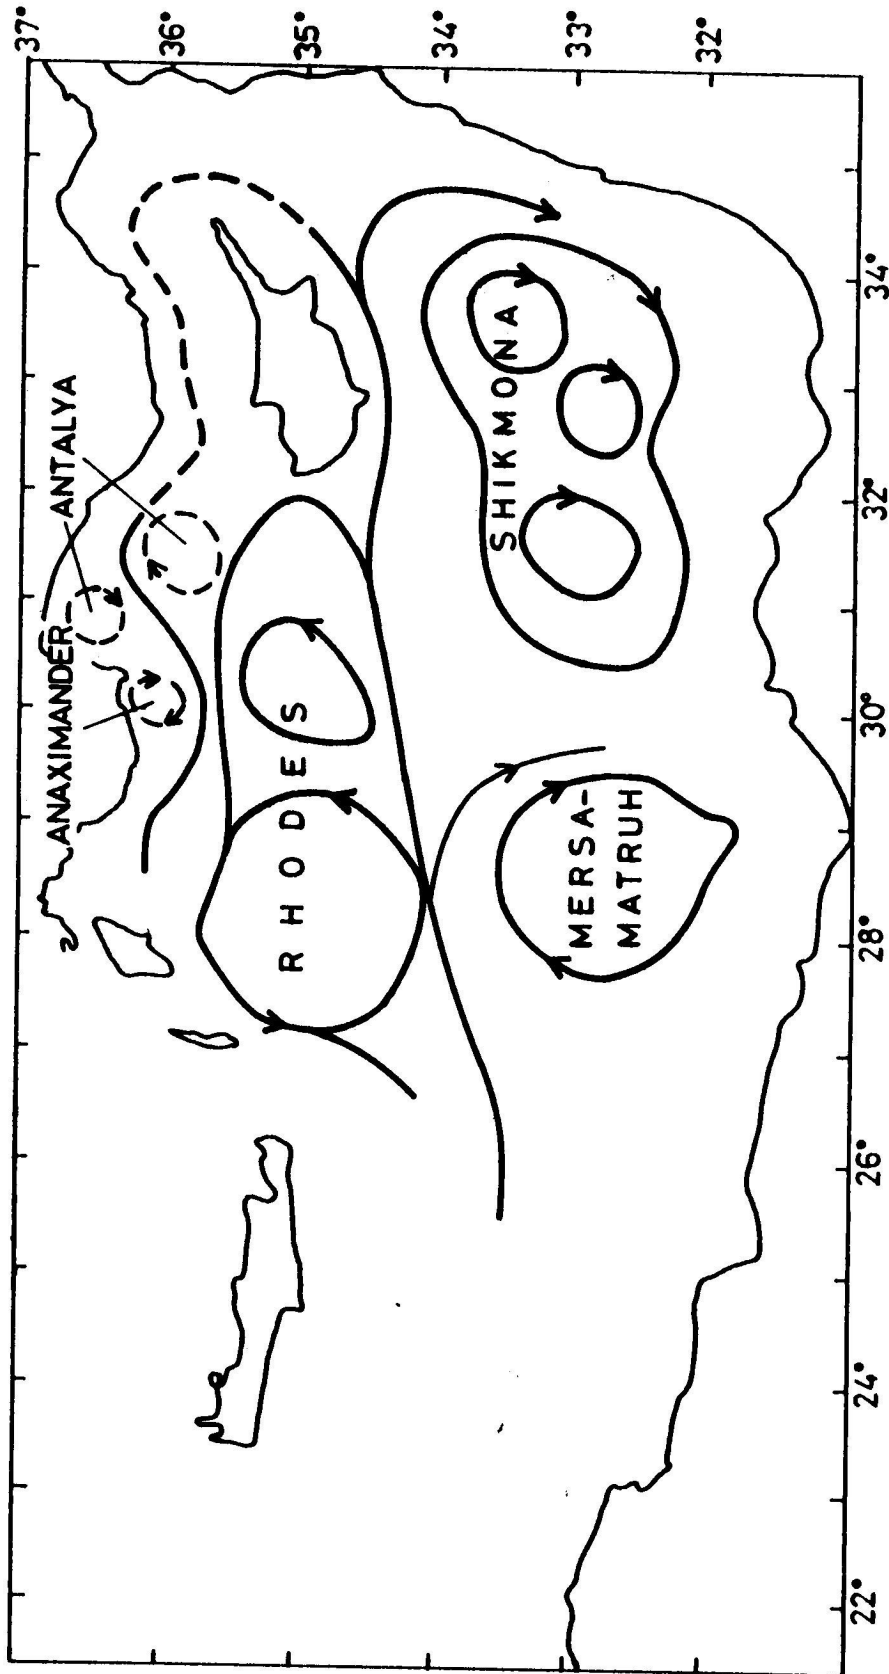 37°
36°
35°
34°
33°
32°
ANAXIMANDER
ANTALYA
RHODES
SHIKMONA
MERSA-
MATRUH
22°
24°
26°
28°
30°
32°
34°